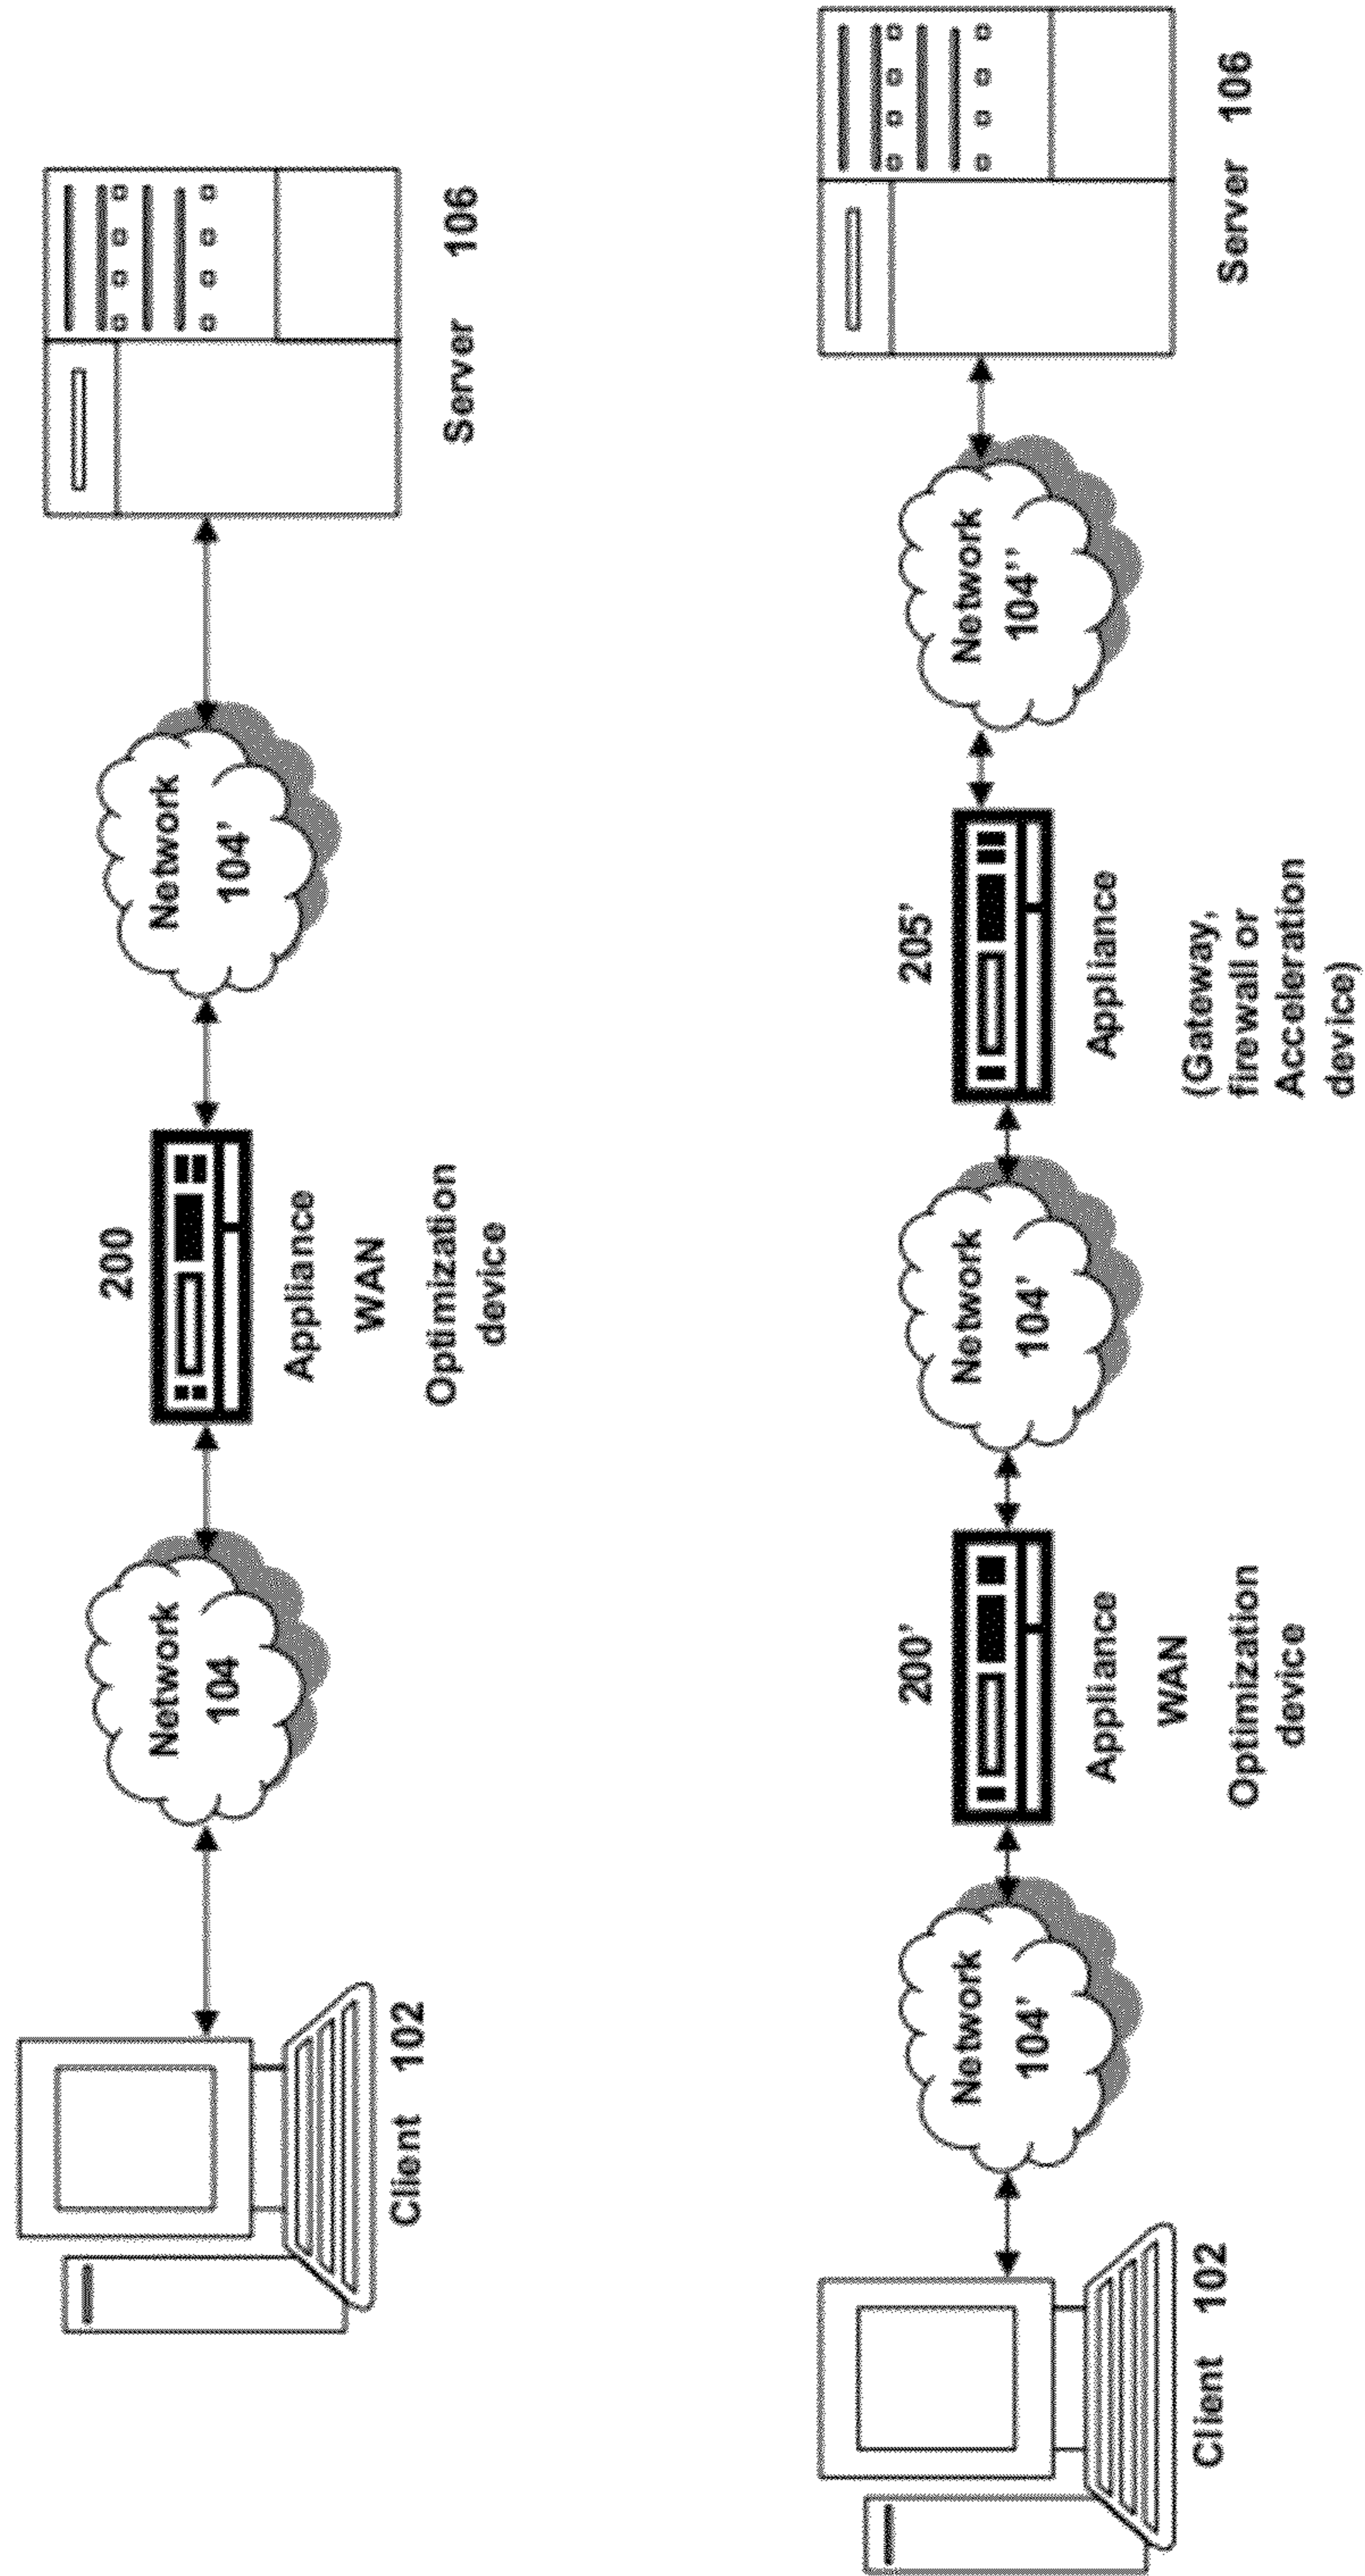 Client 102
Network
104
200
Appliance
WAN
Optimization
device
Network
104'
Server 106
Client 102
Network
104'
200'
Appliance
WAN
Optimization
device
Network
104'
205'
Appliance
(Gateway,
firewall or
Acceleration
device)
Network
104''
Server 106